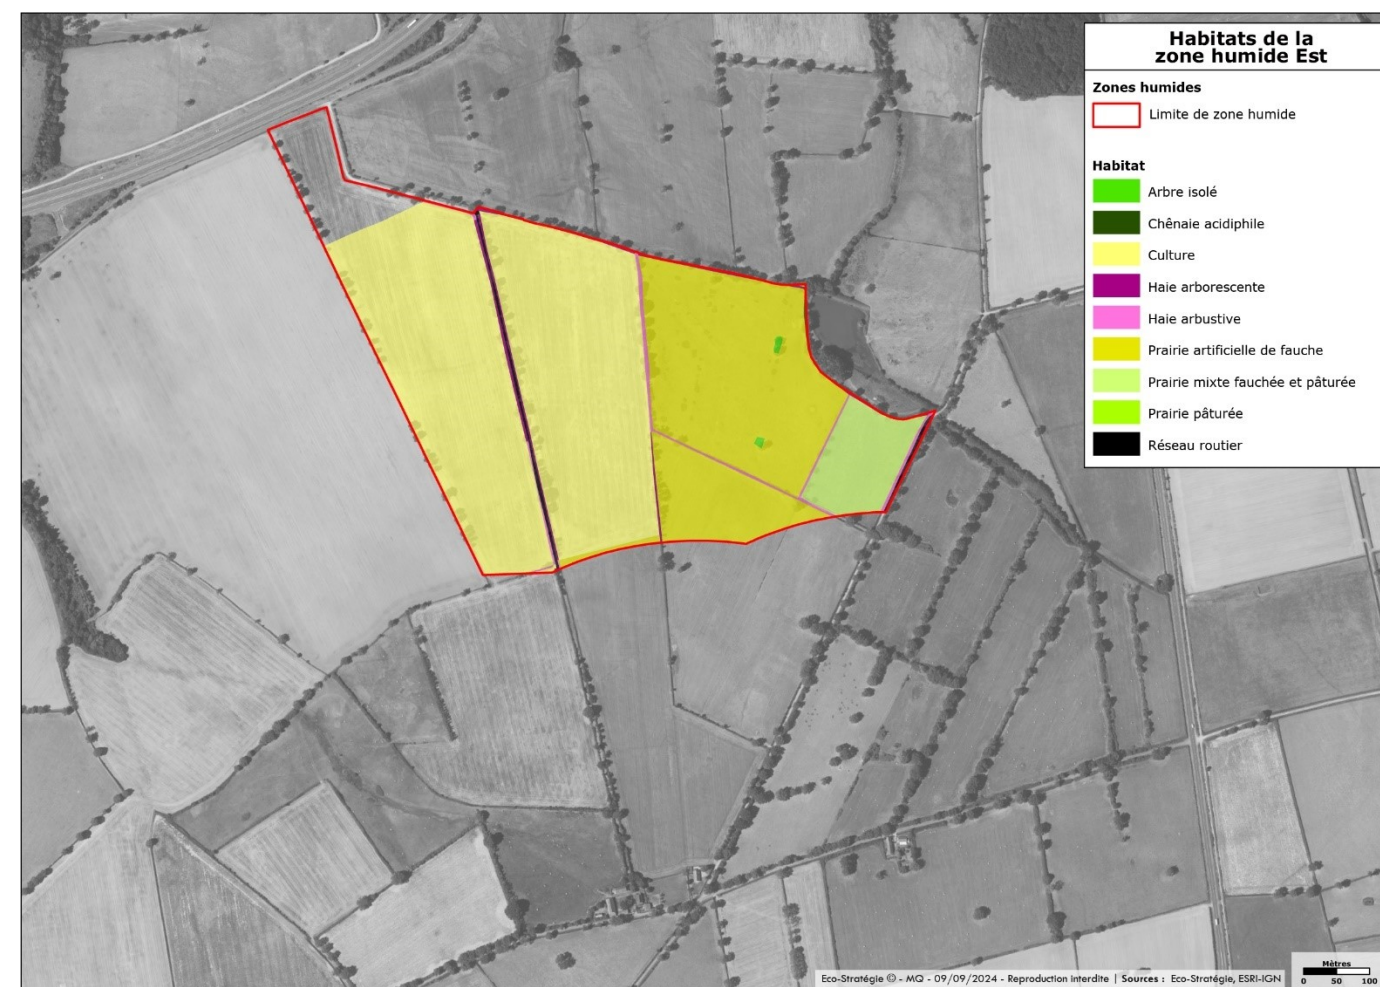 Habitats de la
zone humide Est
Zones humides
Limite de zone humide
Habitat
Arbre isolé
Chênaie acidiphile
Culture
Haie arborescente
Haie arbustive
Prairie artificielle de fauche
Prairie mixte fauchée et pâturée
Prairie pâturée
Réseau routier
Eco-Stratégie © - MQ - 09/09/2024 - Reproduction interdite | Sources : Eco-Stratégie, ESRI-IGN
Mètres
0 50 100